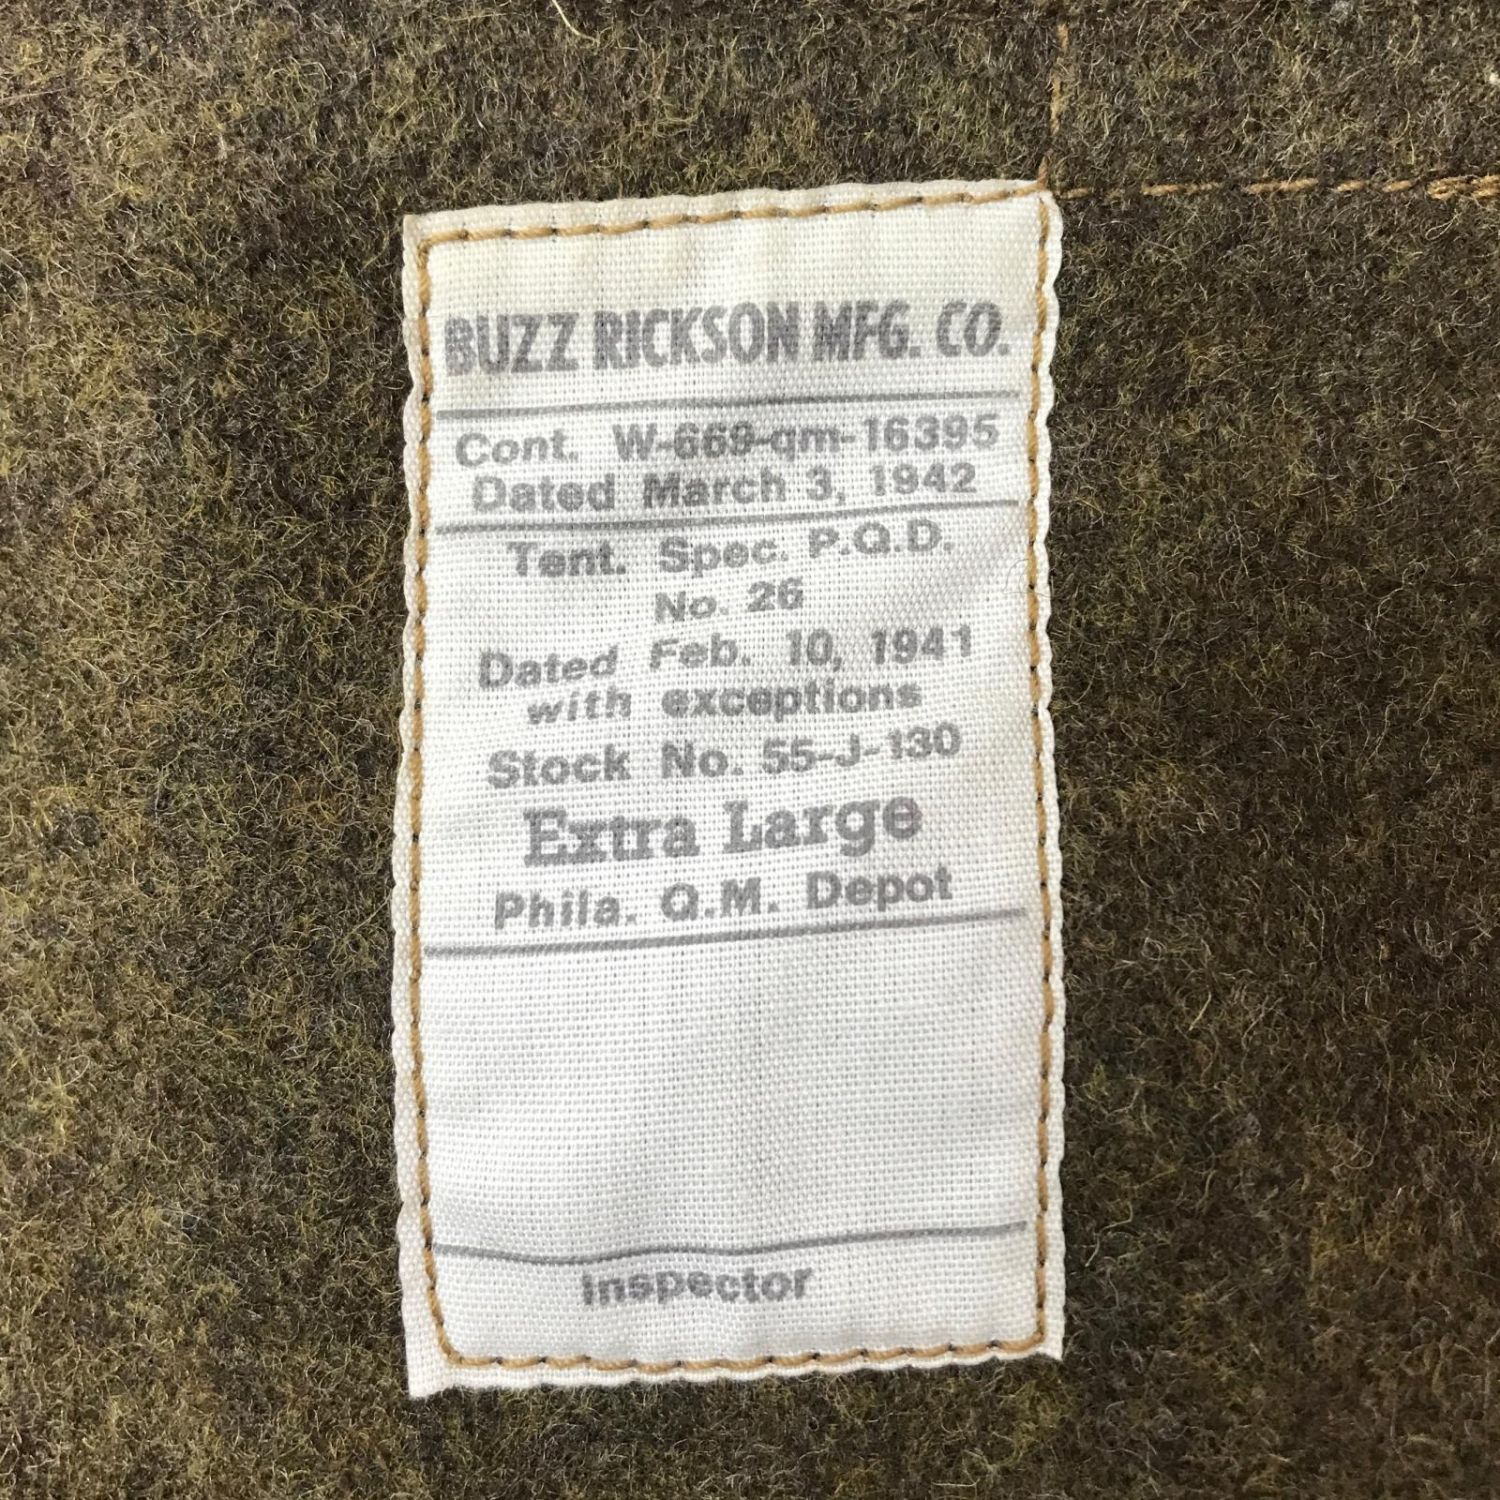 BUZZ RICKSON MFG. CO.
Cont. W-669-qm-16395
Dated March 3, 1942
Tent. Spec. P.Q.D.
No. 26
Dated Feb. 10, 1941
with exceptions
Stock No. 55-J-130
Extra Large
Phila. Q.M. Depot
Inspector